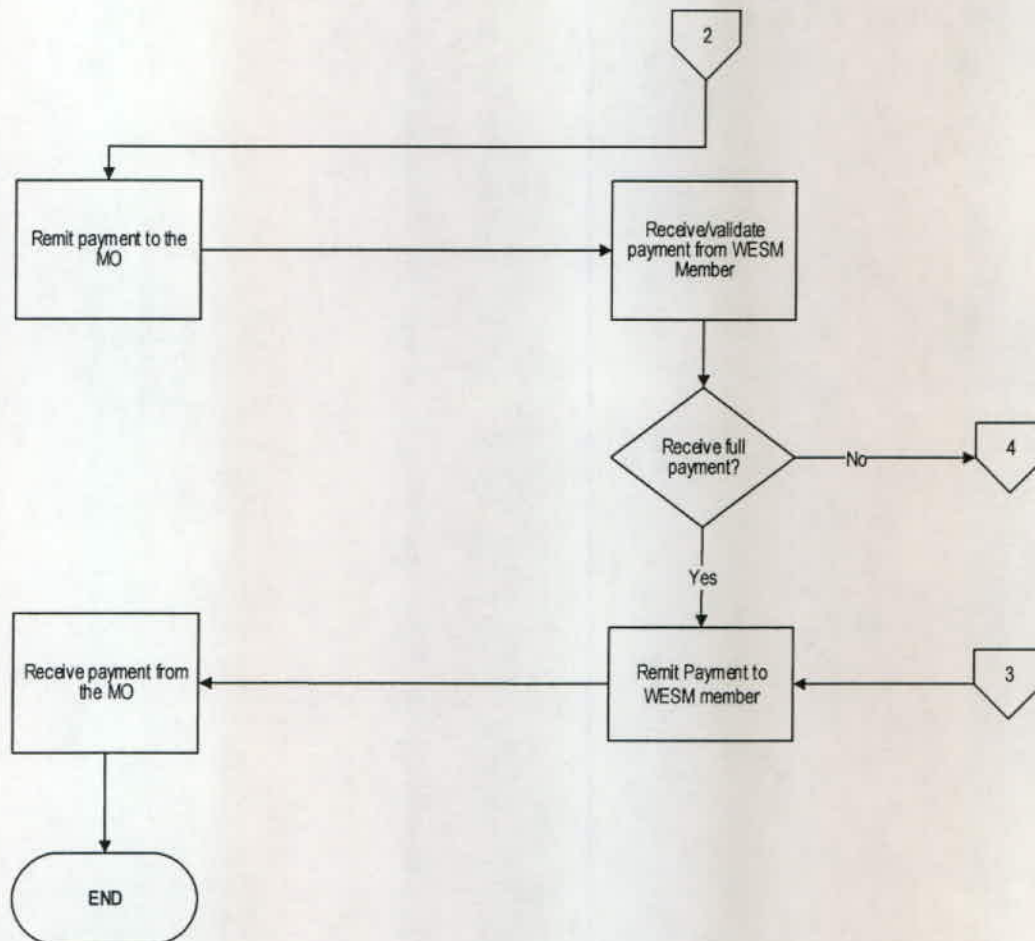 2
Remit payment to the
MO
Receive/validate
payment from WESM
Member
Receive full
payment?
No
4
Yes
Receive payment from
the MO
Remit Payment to
WESM member
3
END